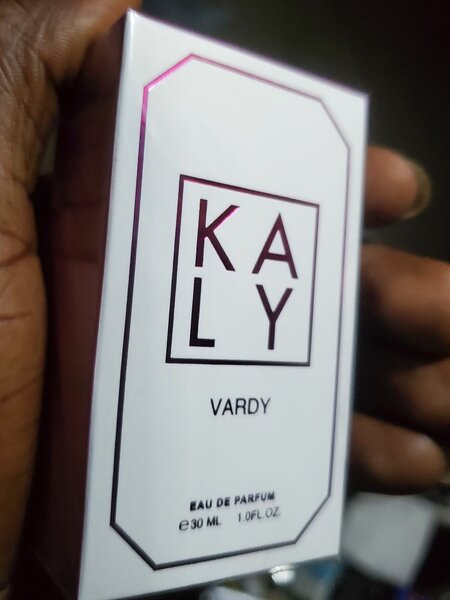 KA
LY
VARDY
EAU DE PARFUM
℮30 ML 1.0FL.OZ.